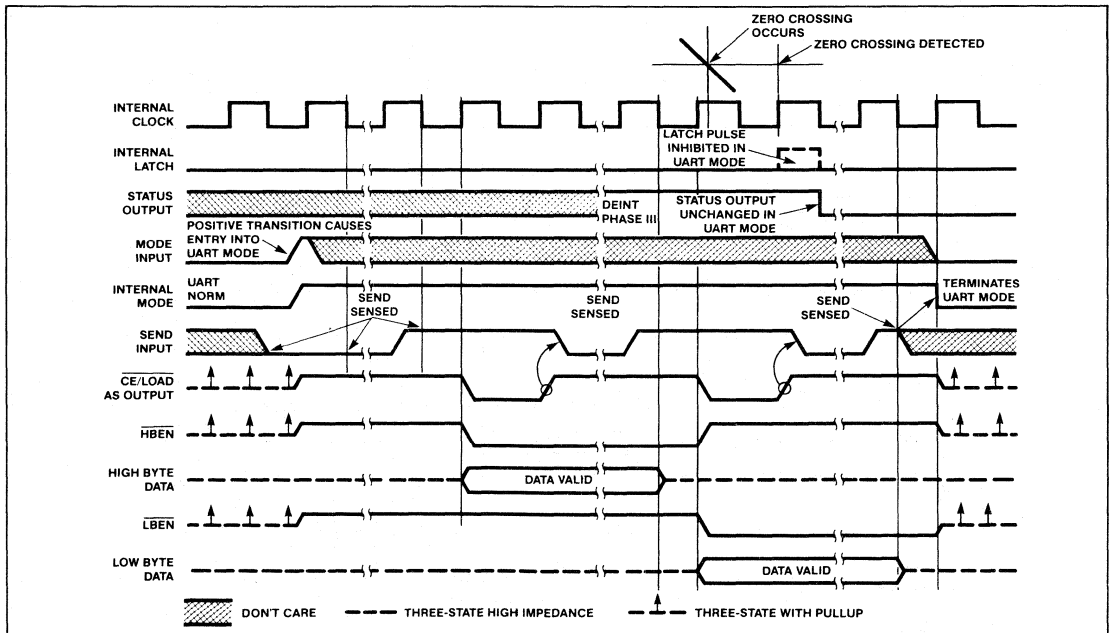 ZERO CROSSING
OCCURS
ZERO CROSSING DETECTED
INTERNAL
CLOCK
LATCH PULSE
INHIBITED IN
UART MODE
INTERNAL
LATCH
STATUS
OUTPUT
DEINT
PHASE III
STATUS OUTPUT
UNCHANGED IN
UART MODE
POSITIVE TRANSITION CAUSES
ENTRY INTO
UART MODE
MODE
INPUT
INTERNAL
MODE
UART
NORM
SEND
SENSED
SEND
SENSED
SEND
SENSED
TERMINATES
UART MODE
SEND
INPUT
CE/LOAD
AS OUTPUT
HBEN
HIGH BYTE
DATA
DATA VALID
LBEN
LOW BYTE
DATA
DATA VALID
DON'T CARE
THREE-STATE HIGH IMPEDANCE
THREE-STATE WITH PULLUP